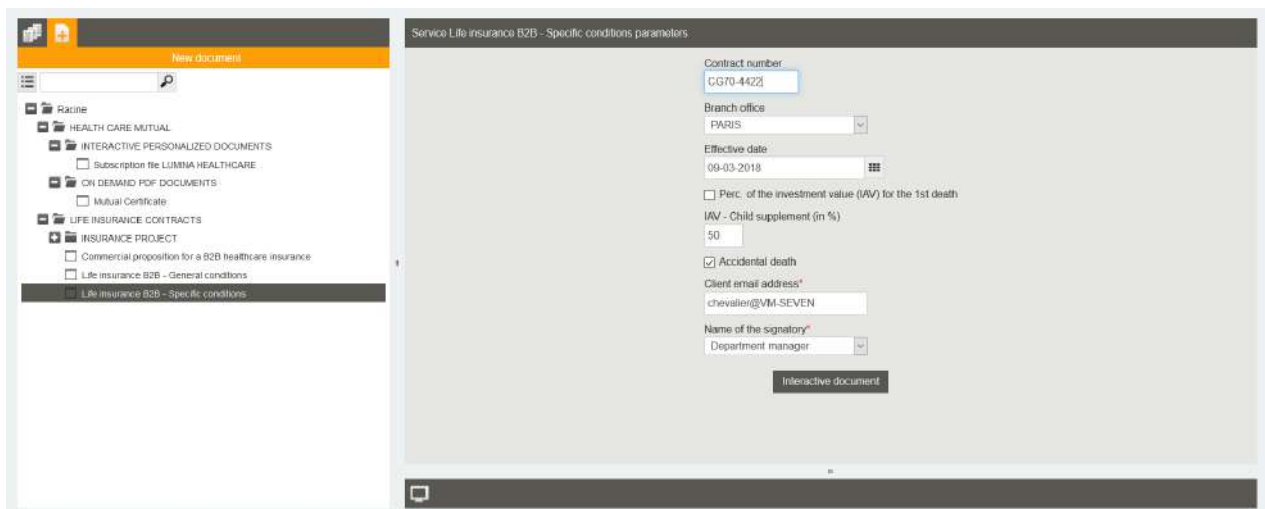 New document
Racine
HEALTH CARE MUTUAL
INTERACTIVE PERSONALIZED DOCUMENTS
Subscription file LUMINA HEALTHCARE
ON DEMAND PDF DOCUMENTS
Mutual Certificate
LIFE INSURANCE CONTRACTS
INSURANCE PROJECT
Commercial proposition for a B2B healthcare insurance
Life insurance B2B - General conditions
Life insurance B2B - Specific conditions
Service Life insurance B2B - Specific conditions parameters
Contract number
CG70-4422
Branch office
PARIS
Effective date
09-03-2018
Perc. of the investment value (IAV) for the 1st death
IAV - Child supplement (in %)
50
Accidental death
Client email address*
chevalier@VM-SEVEN
Name of the signatory*
Department manager
Interactive document